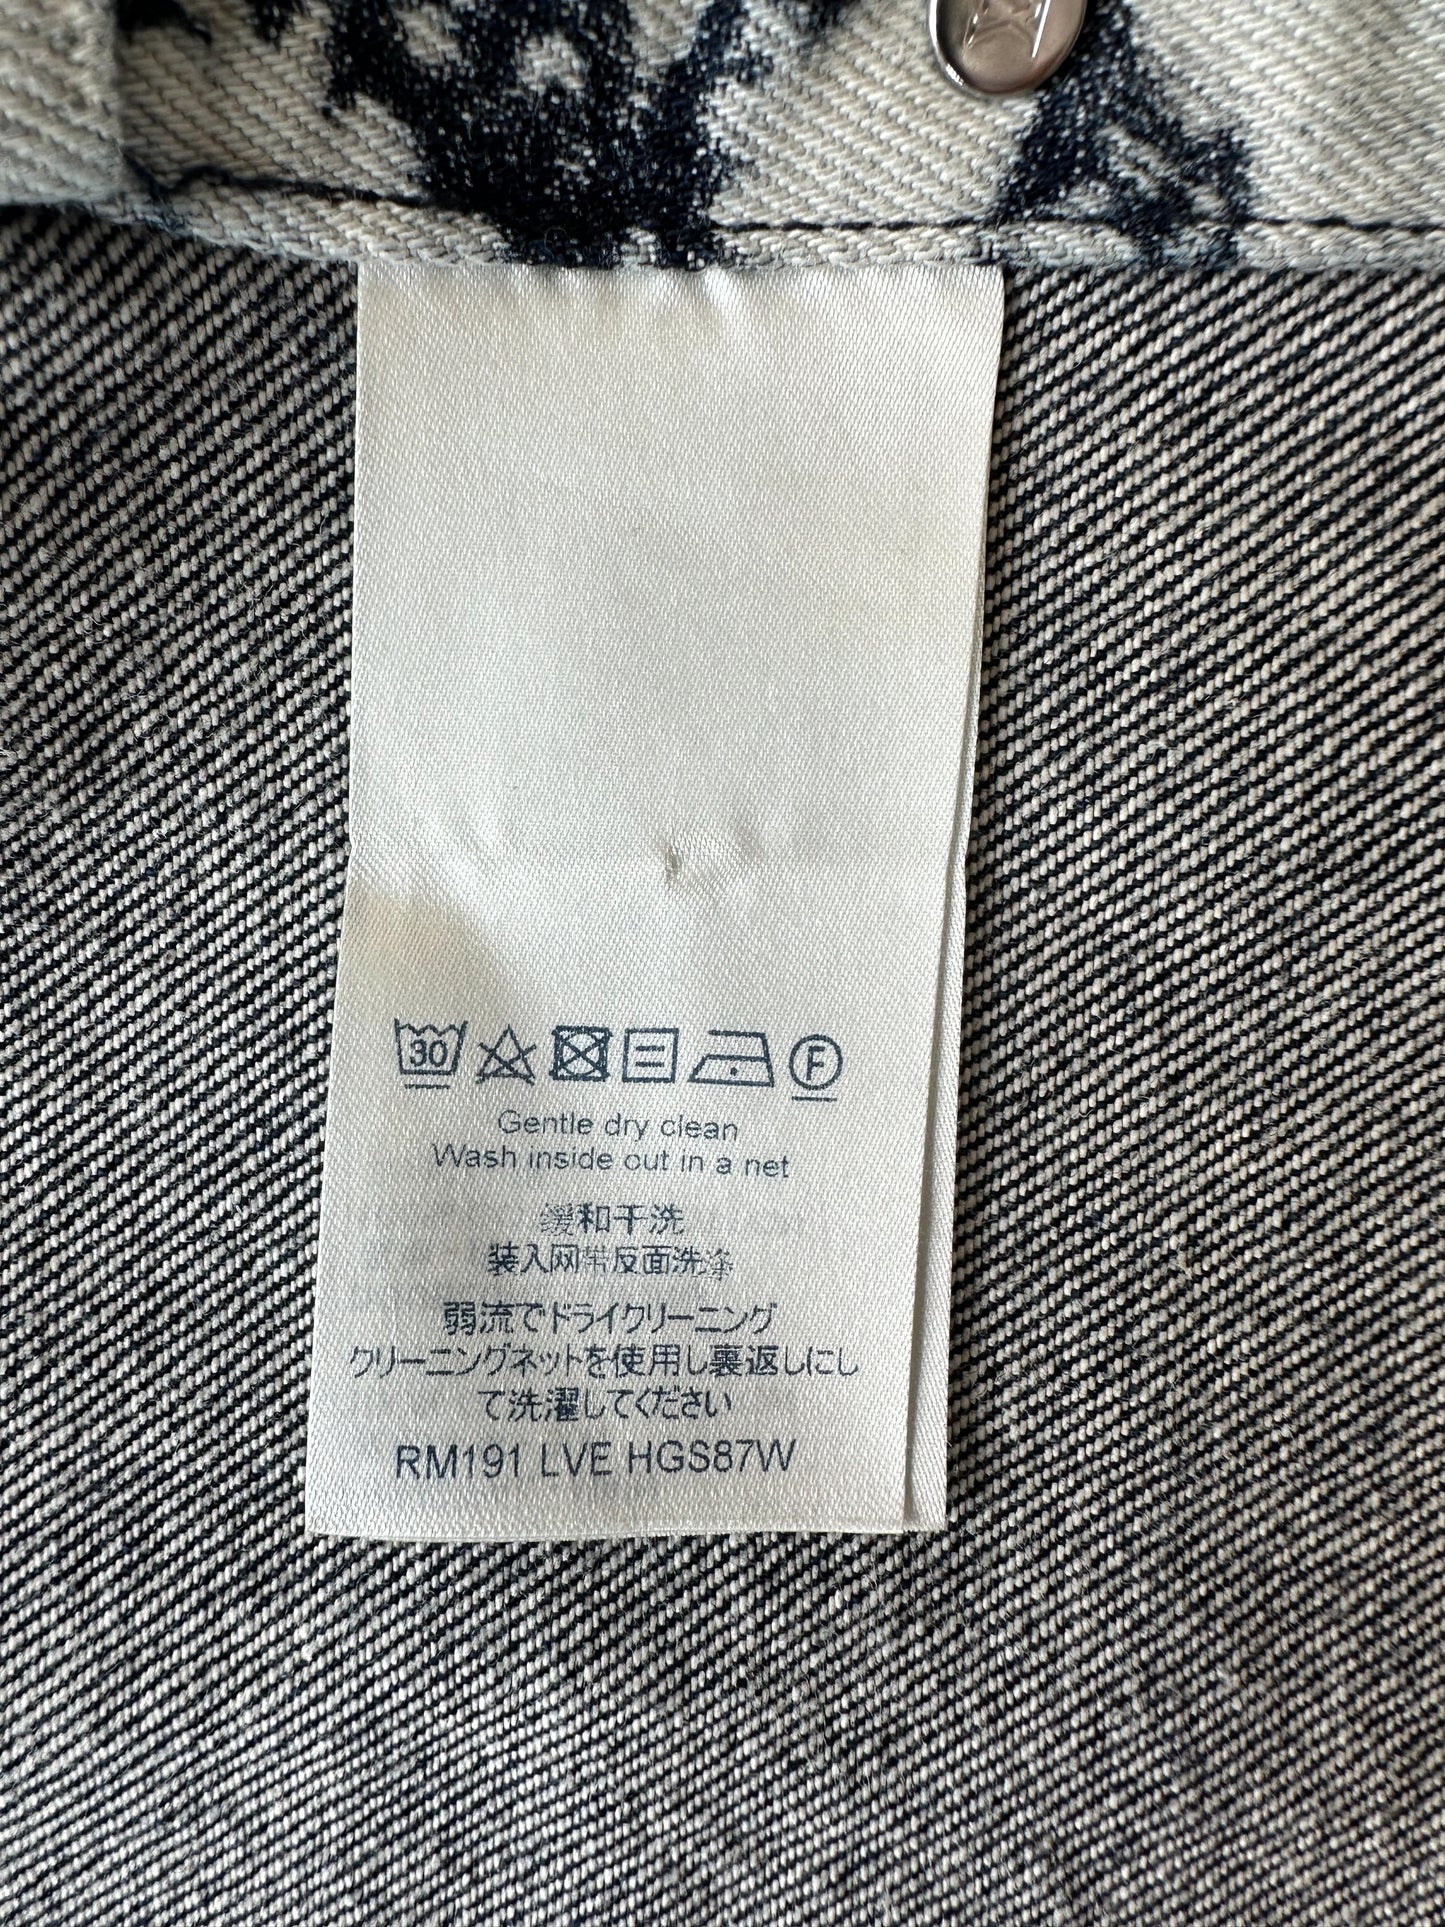 30
F
Gentle dry clean
Wash inside out in a net
缓和干洗
装入网带反面洗涤
弱流でドライクリーニング
クリーニングネットを使用し裏返しにし
て洗濯してください
RM191 LVE HGS87W